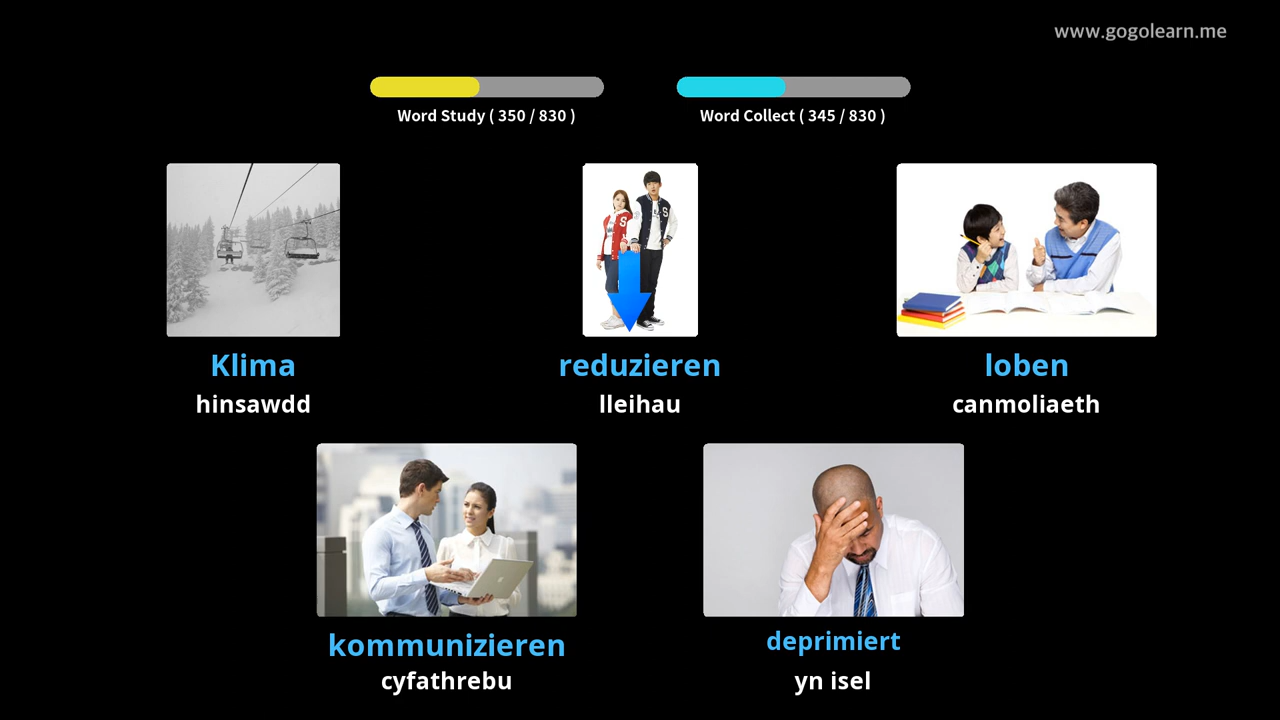 www.gogolearn.me
Word Study ( 350 / 830 )
Word Collect ( 345 / 830 )
Klima
hinsawdd
reduzieren
lleihau
loben
canmoliaeth
kommunizieren
cyfathrebu
deprimiert
yn isel